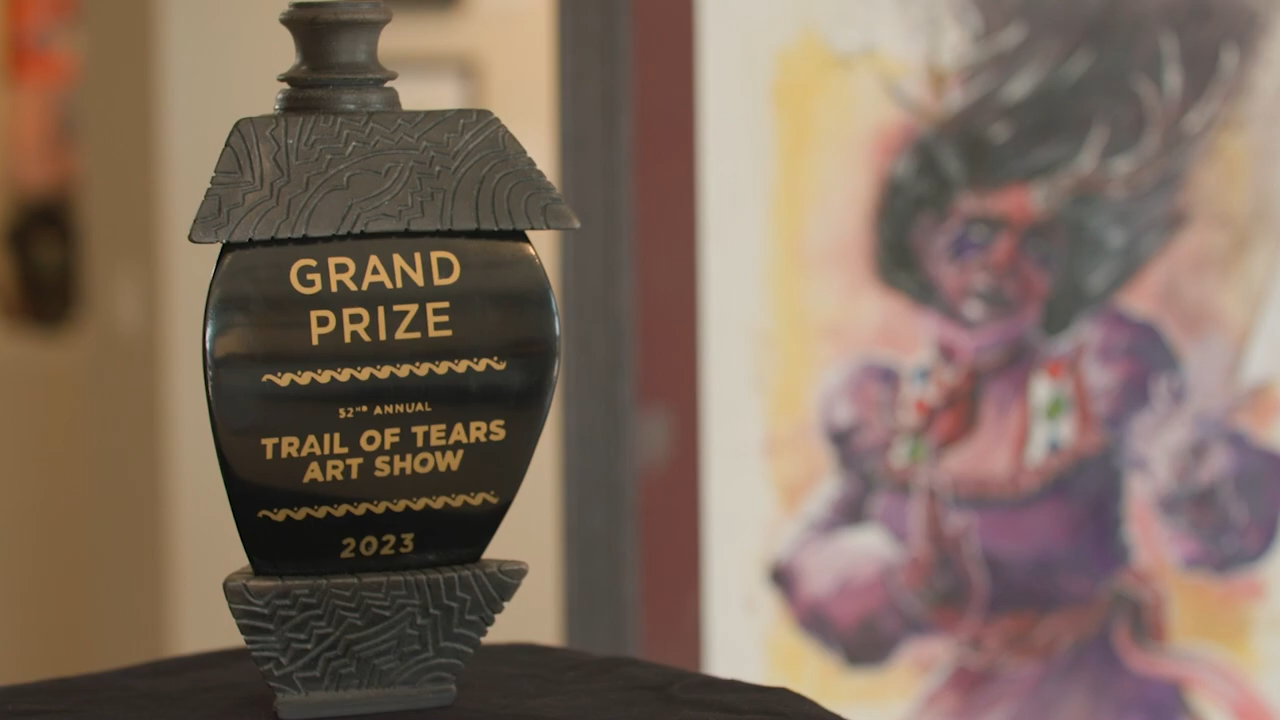 GRAND
PRIZE
52ND ANNUAL
TRAIL OF TEARS
ART SHOW
2023